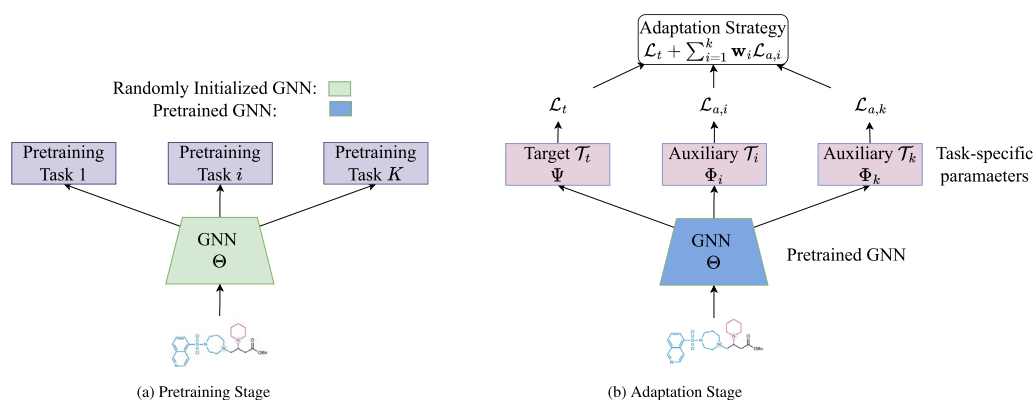 Randomly Initialized GNN:
Pretrained GNN:
Pretraining
Task 1
Pretraining
Task i
Pretraining
Task K
GNN
Θ
(a) Pretraining Stage
Adaptation Strategy
ℒ_t + ∑_{i=1}^{k} w_i ℒ_{a,i}
ℒ_t
ℒ_{a,i}
ℒ_{a,k}
Target 𝒯_t
Ψ
Auxiliary 𝒯_i
Φ_i
Auxiliary 𝒯_k
Φ_k
Task-specific
paramaeters
GNN
Θ
Pretrained GNN
(b) Adaptation Stage